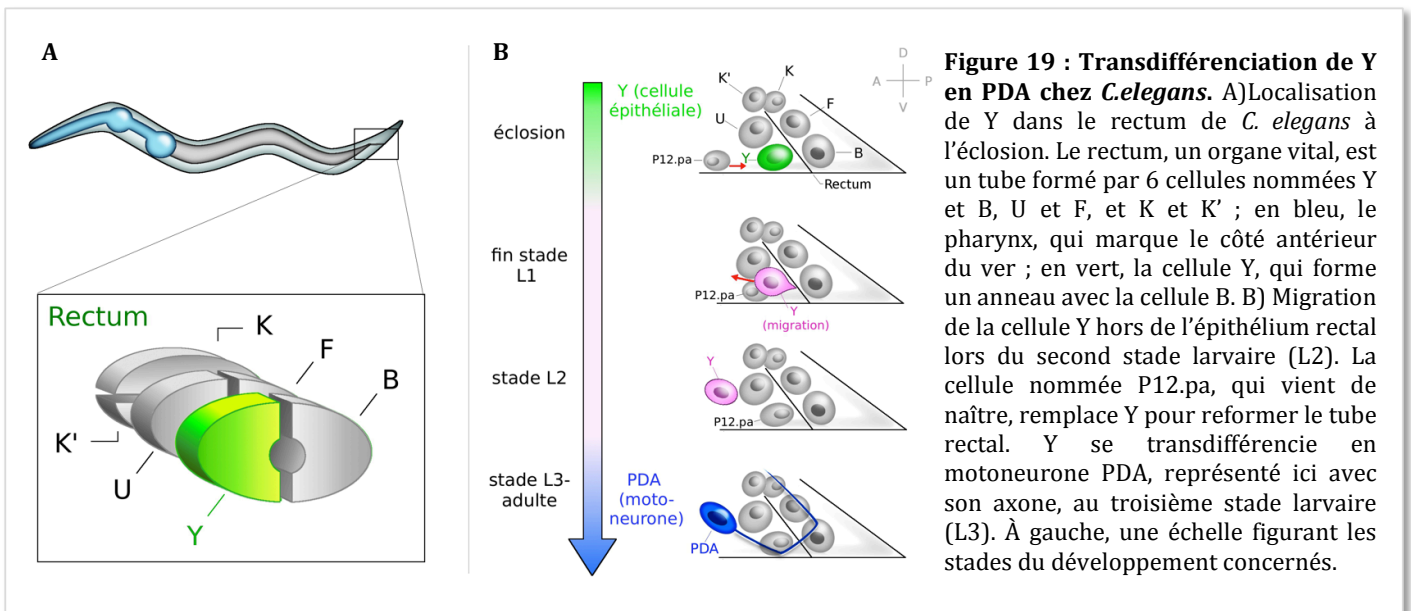 A
Rectum
K
F
B
K'
U
Y
B
éclosion
fin stade
L1
stade L2
stade L3-
adulte
Y (cellule
épithéliale)
PDA
(moto-
neurone)
K'
K
F
U
P12.pa
Y
B
Rectum
P12.pa
Y
(migration)
Y
P12.pa
PDA
D
A
P
V
Figure 19 : Transdifférenciation de Y
en PDA chez C.elegans. A)Localisation
de Y dans le rectum de C. elegans à
l'éclosion. Le rectum, un organe vital, est
un tube formé par 6 cellules nommées Y
et B, U et F, et K et K' ; en bleu, le
pharynx, qui marque le côté antérieur
du ver ; en vert, la cellule Y, qui forme
un anneau avec la cellule B. B) Migration
de la cellule Y hors de l'épithélium rectal
lors du second stade larvaire (L2). La
cellule nommée P12.pa, qui vient de
naître, remplace Y pour reformer le tube
rectal. Y se transdifférencie en
motoneurone PDA, représenté ici avec
son axone, au troisième stade larvaire
(L3). À gauche, une échelle figurant les
stades du développement concernés.